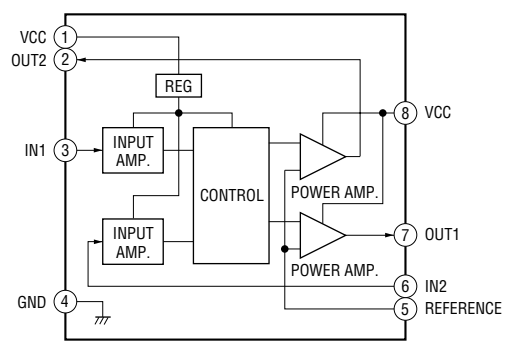 VCC 1
OUT2 2
REG
8 VCC
IN1 3
INPUT
AMP.
CONTROL
POWER AMP.
INPUT
AMP.
7 OUT1
POWER AMP.
6 IN2
GND 4
5 REFERENCE